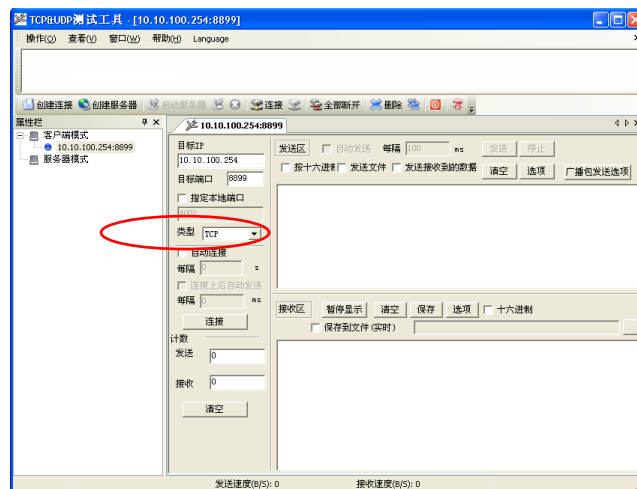 TCP&UDP测试工具 - [10.10.100.254:8899]
操作(O) 查看(V) 窗口(W) 帮助(H) Language
创建连接 创建服务器 启动服务器 连接 全部断开 删除
属性栏
客户端模式
10.10.100.254:8899
服务器模式
10.10.100.254:8899
目标IP
10.10.100.254
目标端口 8899
指定本地端口
4001
类型 TCP
自动连接
每隔 0 s
连接上后自动发送
每隔 0 ms
连接
计数
发送 0
接收 0
清空
发送区 自动发送 每隔 100 ms 发送 停止
按十六进制 发送文件 发送接收到的数据 清空 选项 广播包发送选项
接收区 暂停显示 清空 保存 选项 十六进制
保存到文件(实时)
发送速度(B/S): 0 接收速度(B/S): 0